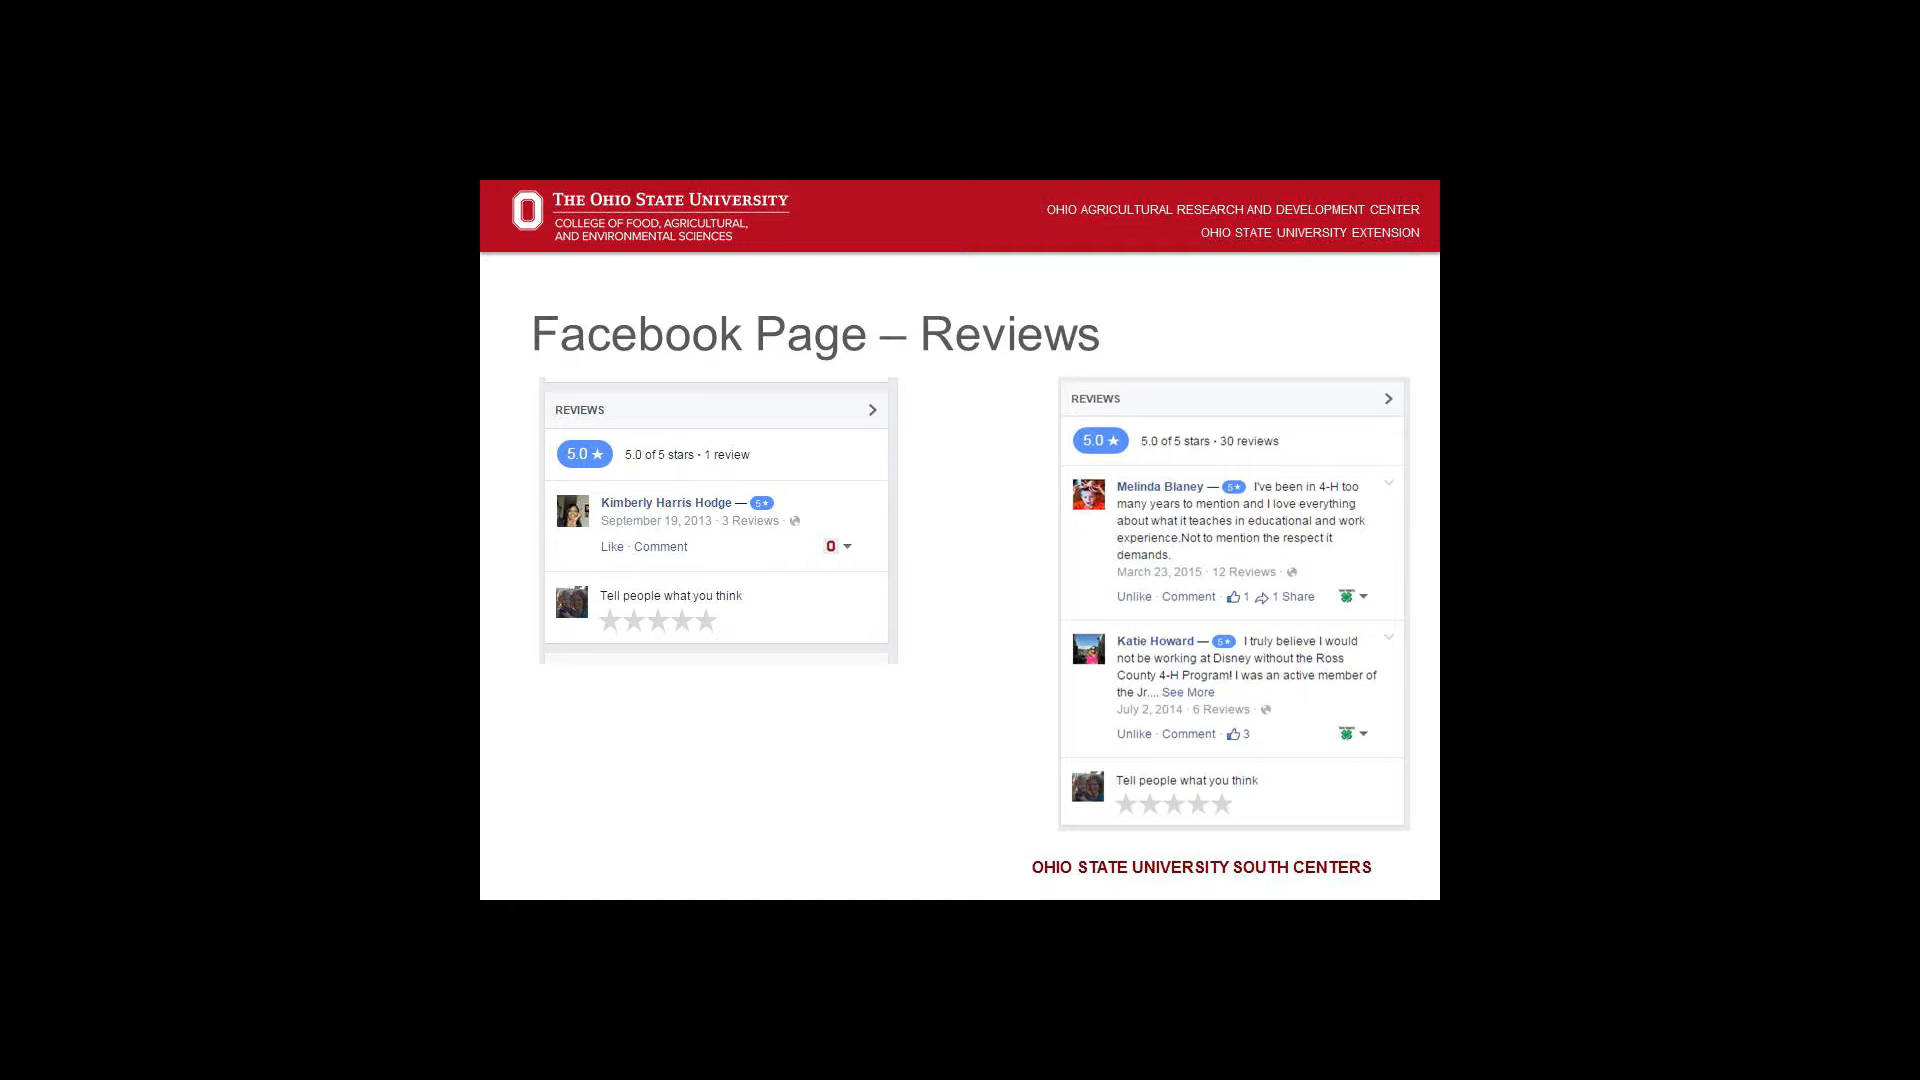 THE OHIO STATE UNIVERSITY
COLLEGE OF FOOD, AGRICULTURAL,
AND ENVIRONMENTAL SCIENCES
OHIO AGRICULTURAL RESEARCH AND DEVELOPMENT CENTER
OHIO STATE UNIVERSITY EXTENSION
Facebook Page – Reviews
REVIEWS
5.0 ★ 5.0 of 5 stars · 1 review
Kimberly Harris Hodge — 5★
September 19, 2013 · 3 Reviews ·
Like · Comment
Tell people what you think
REVIEWS
5.0 ★ 5.0 of 5 stars · 30 reviews
Melinda Blaney — 5★ I've been in 4-H too
many years to mention and I love everything
about what it teaches in educational and work
experience.Not to mention the respect it
demands.
March 23, 2015 · 12 Reviews ·
Unlike · Comment · 1 1 Share
Katie Howard — 5★ I truly believe I would
not be working at Disney without the Ross
County 4-H Program! I was an active member of
the Jr.... See More
July 2, 2014 · 6 Reviews ·
Unlike · Comment · 3
Tell people what you think
OHIO STATE UNIVERSITY SOUTH CENTERS